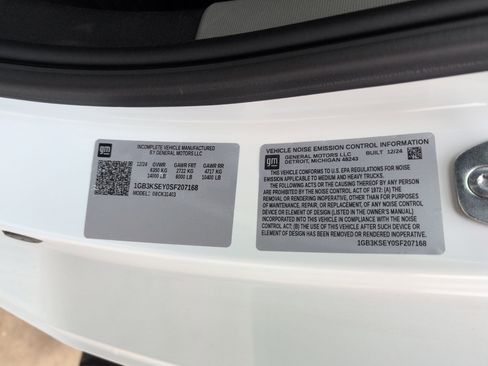 INCOMPLETE VEHICLE MANUFACTURED
BY GENERAL MOTORS LLC
gm
12/24 GVWR GAWR FRT GAWR RR
6350 KG 2722 KG 4717 KG
14000 LB 6000 LB 10400 LB
1GB3KSEY0SF207168
MODEL:
VEHICLE NOISE EMISSION CONTROL INFORMATION
gm
GENERAL MOTORS LLC BUILT 12/24
DETROIT, MICHIGAN 48243
THIS VEHICLE CONFORMS TO U.S. EPA REGULATIONS FOR NOISE
EMISSION APPLICABLE TO MEDIUM AND HEAVY TRUCKS.
THE FOLLOWING ACTS OR THE CAUSING THEREOF BY ANY
PERSON ARE PROHIBITED BY THE NOISE CONTROL ACT OF 1972: (A) THE
REMOVAL OR RENDERING INOPERATIVE, OTHER THAN FOR PURPOSES
OF MAINTENANCE, REPAIR, OR REPLACEMENT, OF ANY NOISE CONTROL
DEVICE OR ELEMENT OF DESIGN (LISTED IN THE OWNER'S MANUAL)
INCORPORATED INTO THIS VEHICLE IN COMPLIANCE WITH THE NOISE
CONTROL ACT; (B) THE USE OF THIS VEHICLE AFTER SUCH DEVICE OR
ELEMENT OF DESIGN HAS BEEN REMOVED OR RENDERED INOPERATIVE.
1GB3KSEY0SF207168